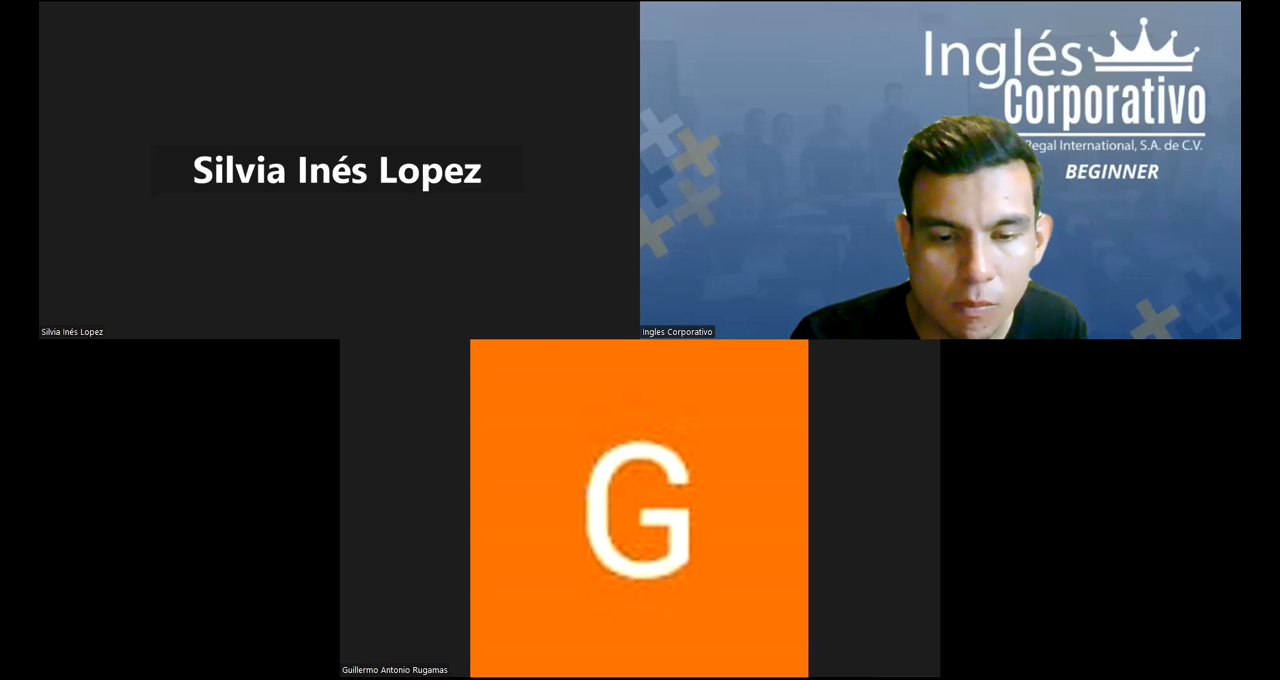 Silvia Inés Lopez
Silvia Inés Lopez
Inglés
Corporativo
Regal International, S.A. de C.V.
BEGINNER
Ingles Corporativo
G
Guillermo Antonio Rugamas